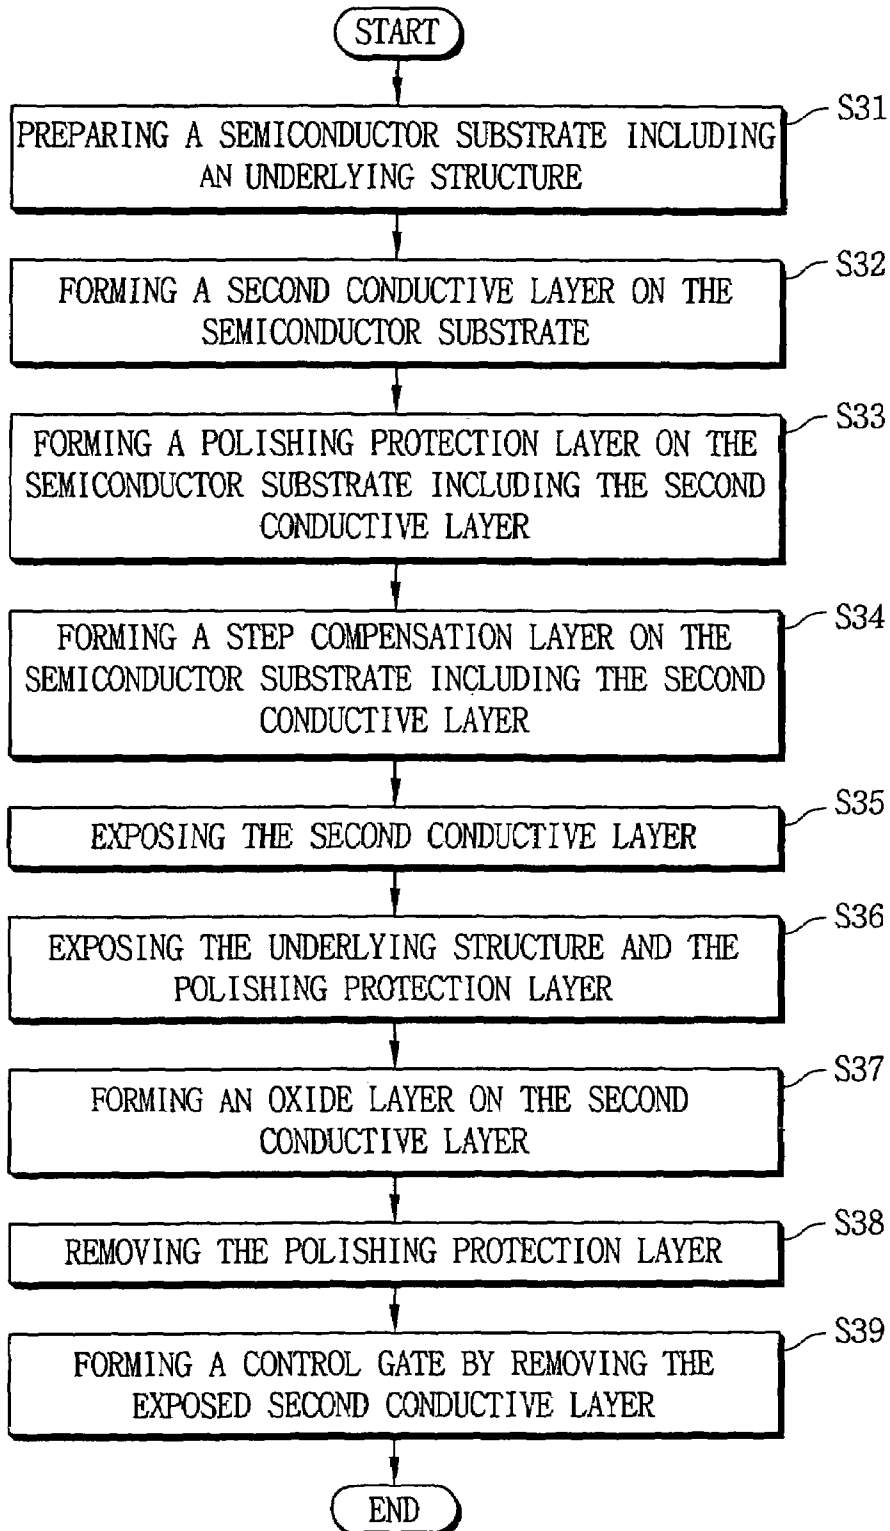 START
S31
PREPARING A SEMICONDUCTOR SUBSTRATE INCLUDING
AN UNDERLYING STRUCTURE
S32
FORMING A SECOND CONDUCTIVE LAYER ON THE
SEMICONDUCTOR SUBSTRATE
S33
FORMING A POLISHING PROTECTION LAYER ON THE
SEMICONDUCTOR SUBSTRATE INCLUDING THE SECOND
CONDUCTIVE LAYER
S34
FORMING A STEP COMPENSATION LAYER ON THE
SEMICONDUCTOR SUBSTRATE INCLUDING THE SECOND
CONDUCTIVE LAYER
S35
EXPOSING THE SECOND CONDUCTIVE LAYER
S36
EXPOSING THE UNDERLYING STRUCTURE AND THE
POLISHING PROTECTION LAYER
S37
FORMING AN OXIDE LAYER ON THE SECOND
CONDUCTIVE LAYER
S38
REMOVING THE POLISHING PROTECTION LAYER
S39
FORMING A CONTROL GATE BY REMOVING THE
EXPOSED SECOND CONDUCTIVE LAYER
END